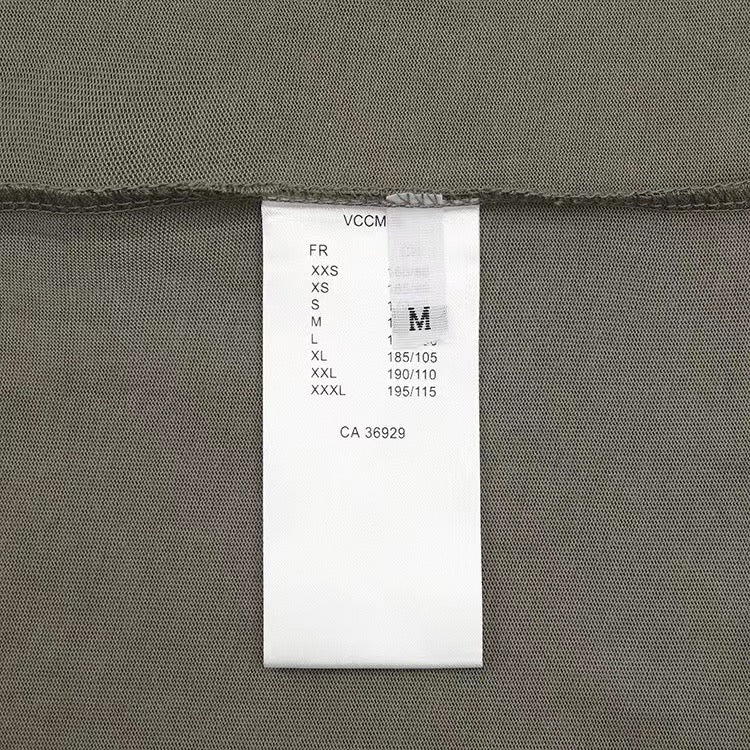 VCCM
FR
XXS
XS
S
M
L
XL 185/105
XXL 190/110
XXXL 195/115
M
CA 36929